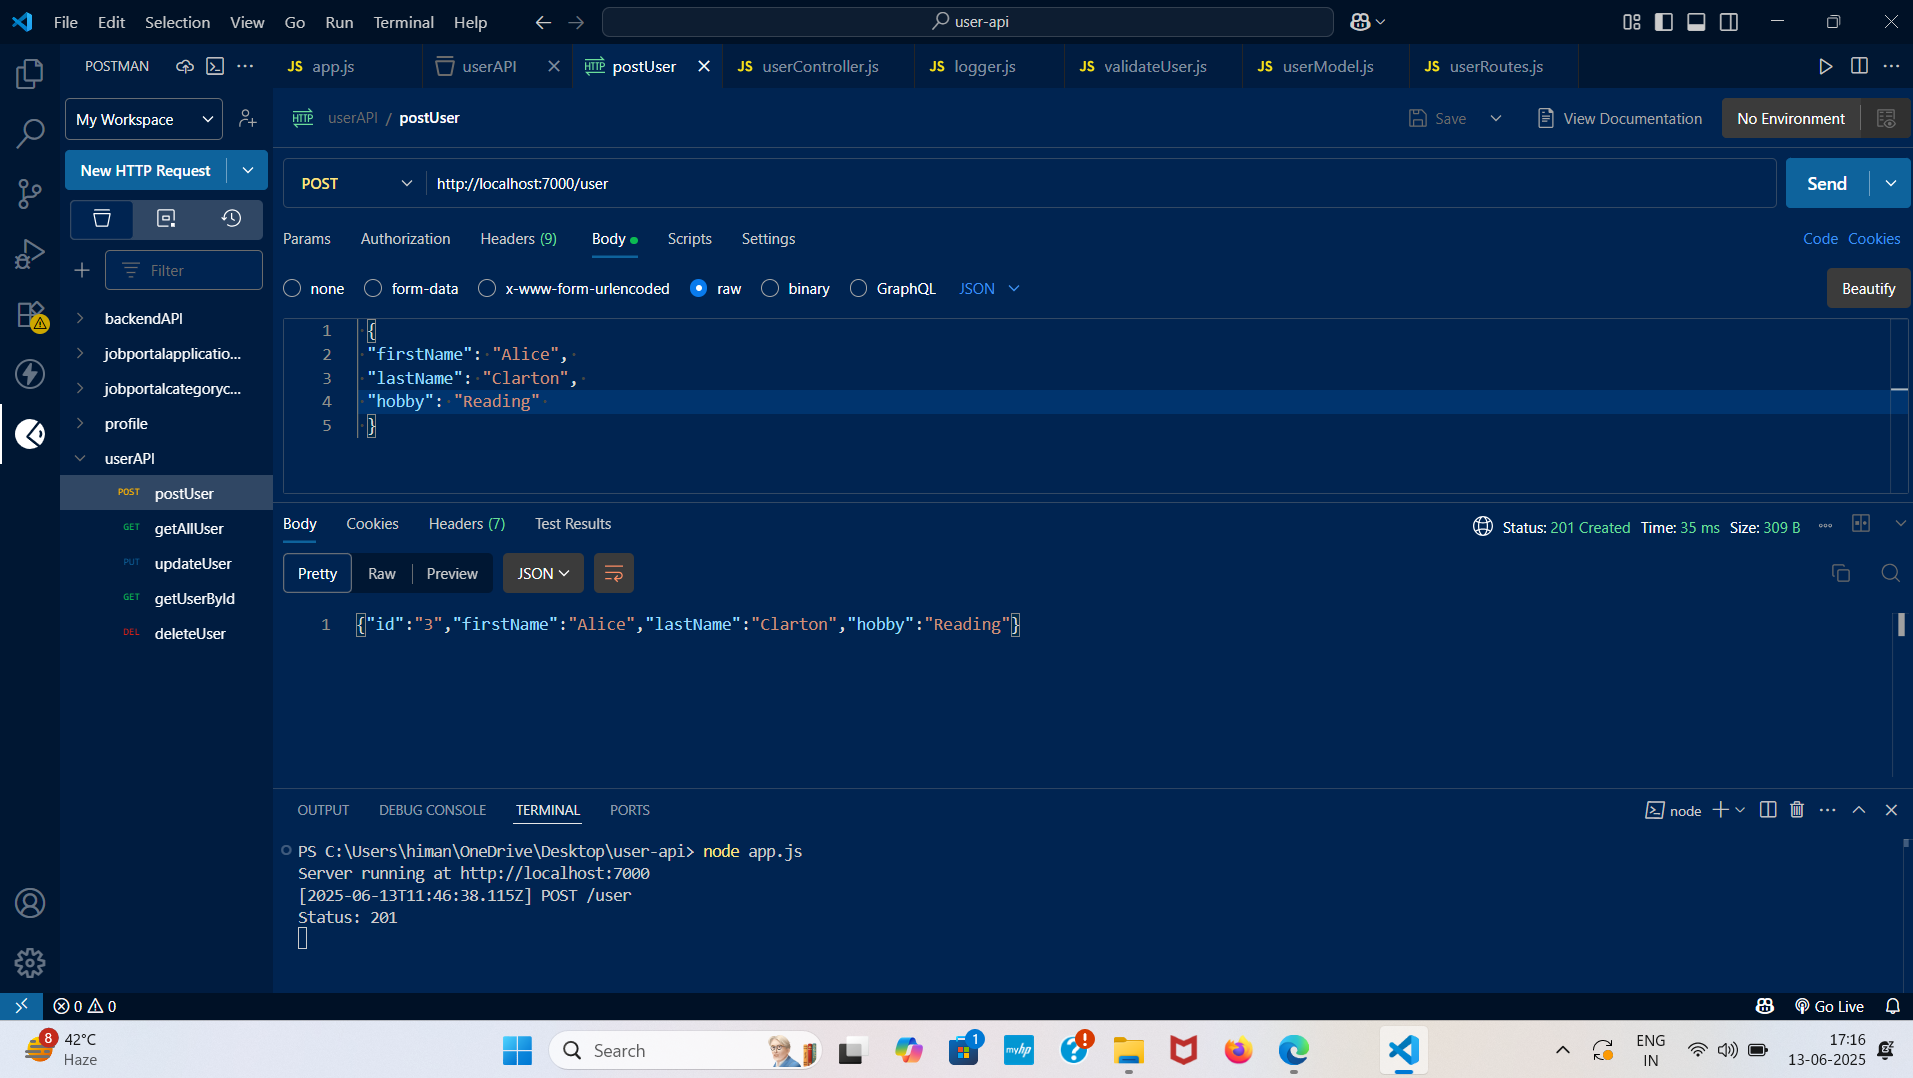 File Edit Selection View Go Run Terminal Help
user-api
POSTMAN
JS app.js
userAPI
HTTP postUser
JS userController.js
JS logger.js
JS validateUser.js
JS userModel.js
JS userRoutes.js
My Workspace
HTTP userAPI / postUser
Save
View Documentation
No Environment
New HTTP Request
POST
http://localhost:7000/user
Send
Params Authorization Headers (9) Body Scripts Settings
Code Cookies
Filter
none form-data x-www-form-urlencoded raw binary GraphQL JSON
Beautify
backendAPI
jobportalapplicatio...
jobportalcategoryc...
profile
userAPI
POST postUser
GET getAllUser
PUT updateUser
GET getUserById
DEL deleteUser
1 {
2 "firstName": "Alice",
3 "lastName": "Clarton",
4 "hobby": "Reading"
5 }
Body Cookies Headers (7) Test Results
Status: 201 Created Time: 35 ms Size: 309 B
Pretty Raw Preview JSON
1 {"id":"3","firstName":"Alice","lastName":"Clarton","hobby":"Reading"}
OUTPUT DEBUG CONSOLE TERMINAL PORTS
node
PS C:\Users\himan\OneDrive\Desktop\user-api> node app.js
Server running at http://localhost:7000
[2025-06-13T11:46:38.115Z] POST /user
Status: 201
0 0
Go Live
8
42°C
Haze
Search
1
myhp
ENG
IN
17:16
13-06-2025